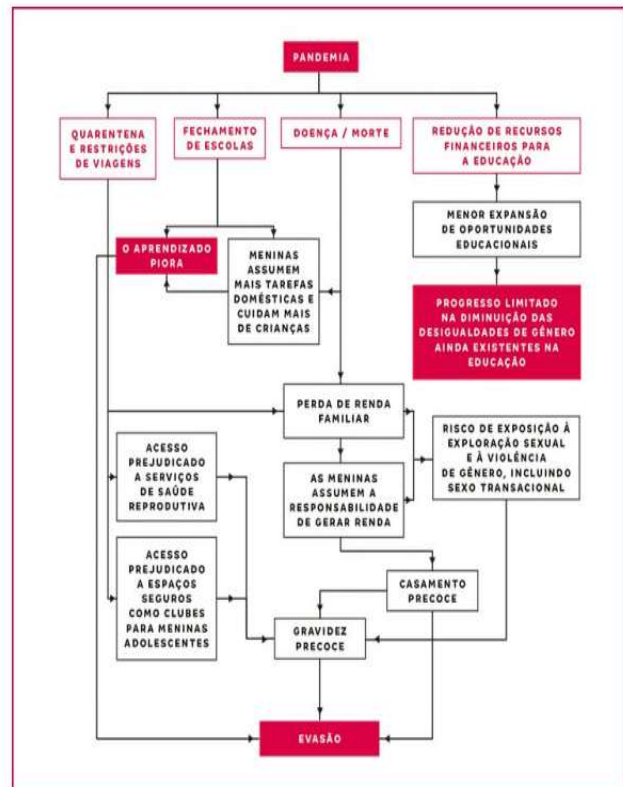 PANDEMIA
QUARENTENA
E RESTRIÇÕES
DE VIAGENS
FECHAMENTO
DE ESCOLAS
DOENÇA / MORTE
REDUÇÃO DE RECURSOS
FINANCEIROS PARA
A EDUCAÇÃO
O APRENDIZADO
PIORA
MENINAS
ASSUMEM
MAIS TAREFAS
DOMÉSTICAS E
CUIDAM MAIS
DE CRIANÇAS
MENOR EXPANSÃO
DE OPORTUNIDADES
EDUCACIONAIS
PROGRESSO LIMITADO
NA DIMINUIÇÃO DAS
DESIGUALDADES DE GÊNERO
AINDA EXISTENTES NA
EDUCAÇÃO
PERDA DE RENDA
FAMILIAR
RISCO DE EXPOSIÇÃO À
EXPLORAÇÃO SEXUAL
E À VIOLÊNCIA
DE GÊNERO, INCLUINDO
SEXO TRANSACIONAL
ACESSO
PREJUDICADO
A SERVIÇOS
DE SAÚDE
REPRODUTIVA
AS MENINAS
ASSUMEM A
RESPONSABILIDADE
DE GERAR RENDA
ACESSO
PREJUDICADO
A ESPAÇOS
SEGUROS
COMO CLUBES
PARA MENINAS
ADOLESCENTES
CASAMENTO
PRECOCE
GRAVIDEZ
PRECOCE
EVASÃO